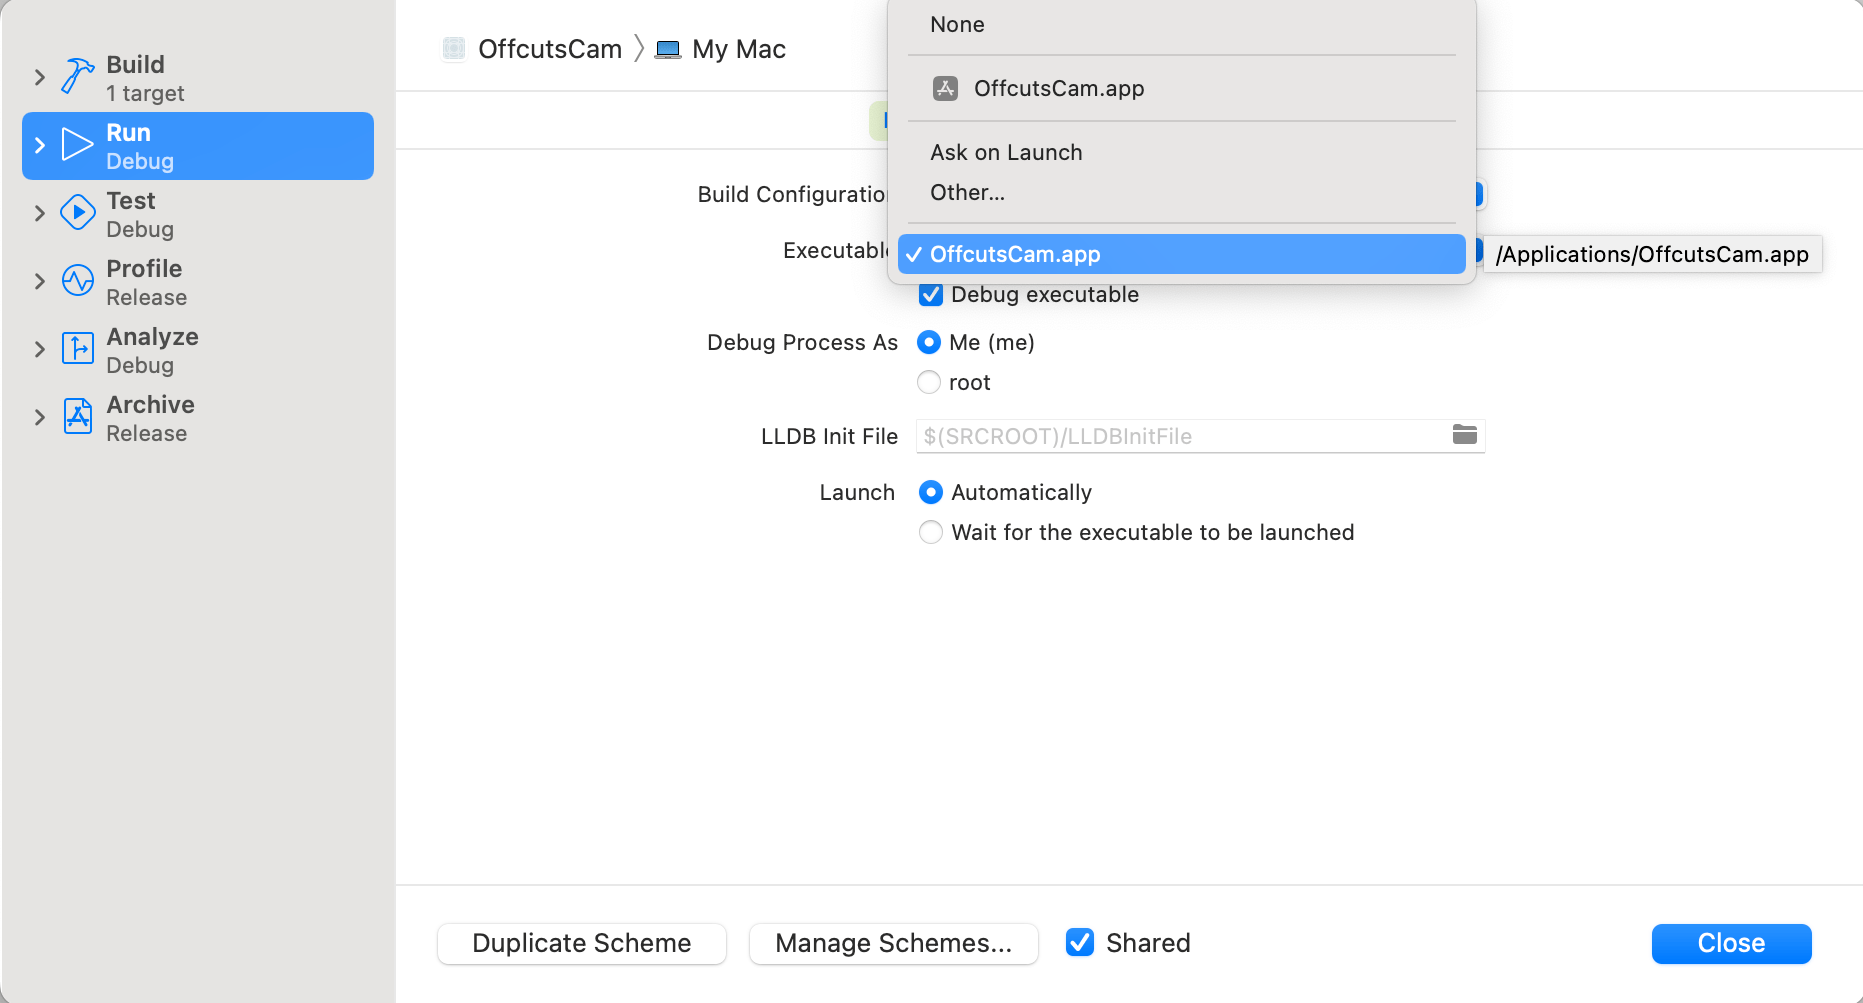 Build
1 target
Run
Debug
Test
Debug
Profile
Release
Analyze
Debug
Archive
Release
OffcutsCam
My Mac
None
OffcutsCam.app
Ask on Launch
Other...
OffcutsCam.app
/Applications/OffcutsCam.app
Build Configuration
Executable
Debug executable
Debug Process As
Me (me)
root
LLDB Init File
$(SRCROOT)/LLDBInitFile
Launch
Automatically
Wait for the executable to be launched
Duplicate Scheme
Manage Schemes...
Shared
Close